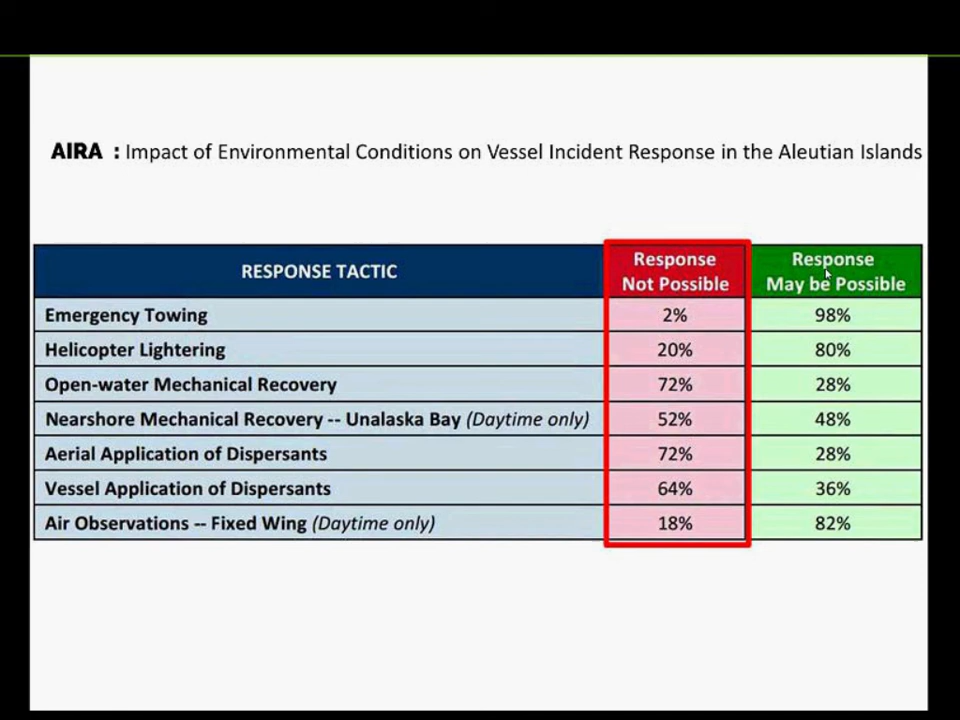 AIRA : Impact of Environmental Conditions on Vessel Incident Response in the Aleutian Islands
RESPONSE TACTIC Response Not Possible Response May be Possible
Emergency Towing 2% 98%
Helicopter Lightering 20% 80%
Open-water Mechanical Recovery 72% 28%
Nearshore Mechanical Recovery -- Unalaska Bay (Daytime only) 52% 48%
Aerial Application of Dispersants 72% 28%
Vessel Application of Dispersants 64% 36%
Air Observations -- Fixed Wing (Daytime only) 18% 82%